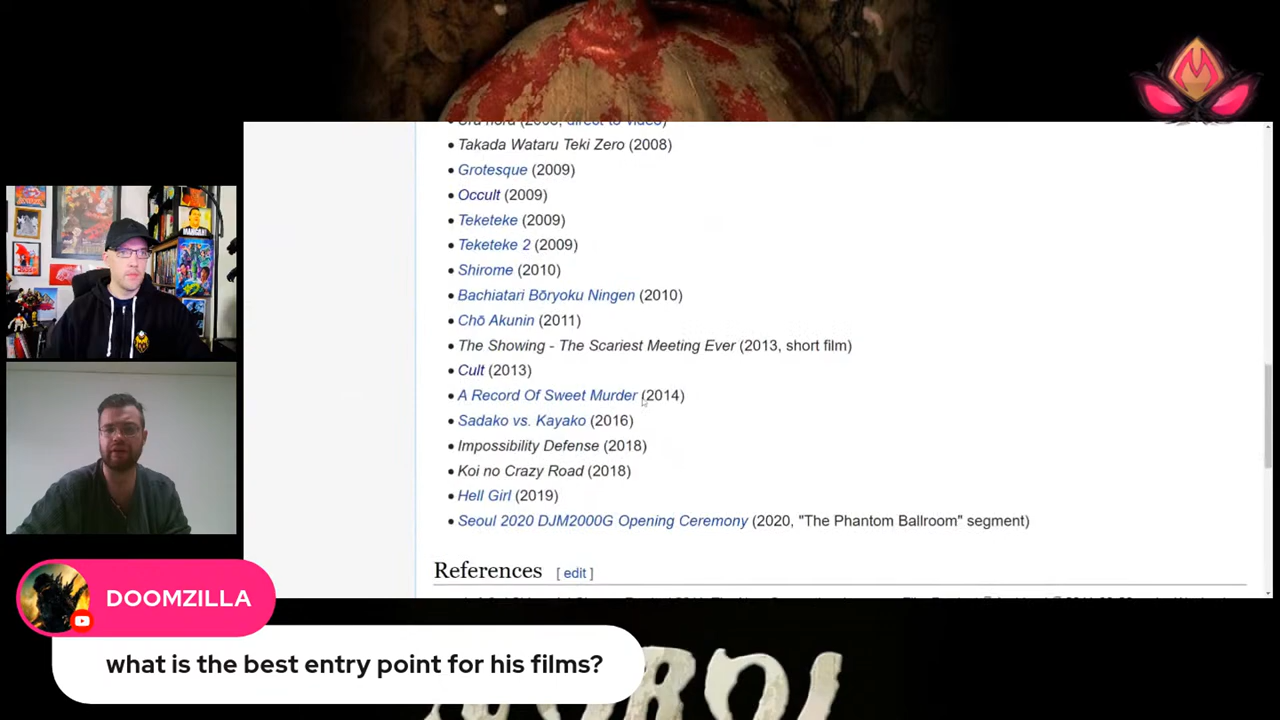 Takada Wataru Teki Zero (2008)
Grotesque (2009)
Occult (2009)
Teketeke (2009)
Teketeke 2 (2009)
Shirome (2010)
Bachiatari Bōryoku Ningen (2010)
Chō Akunin (2011)
The Showing - The Scariest Meeting Ever (2013, short film)
Cult (2013)
A Record Of Sweet Murder (2014)
Sadako vs. Kayako (2016)
Impossibility Defense (2018)
Koi no Crazy Road (2018)
Hell Girl (2019)
Seoul 2020 DJM2000G Opening Ceremony (2020, "The Phantom Ballroom" segment)
References [ edit ]
DOOMZILLA
what is the best entry point for his films?